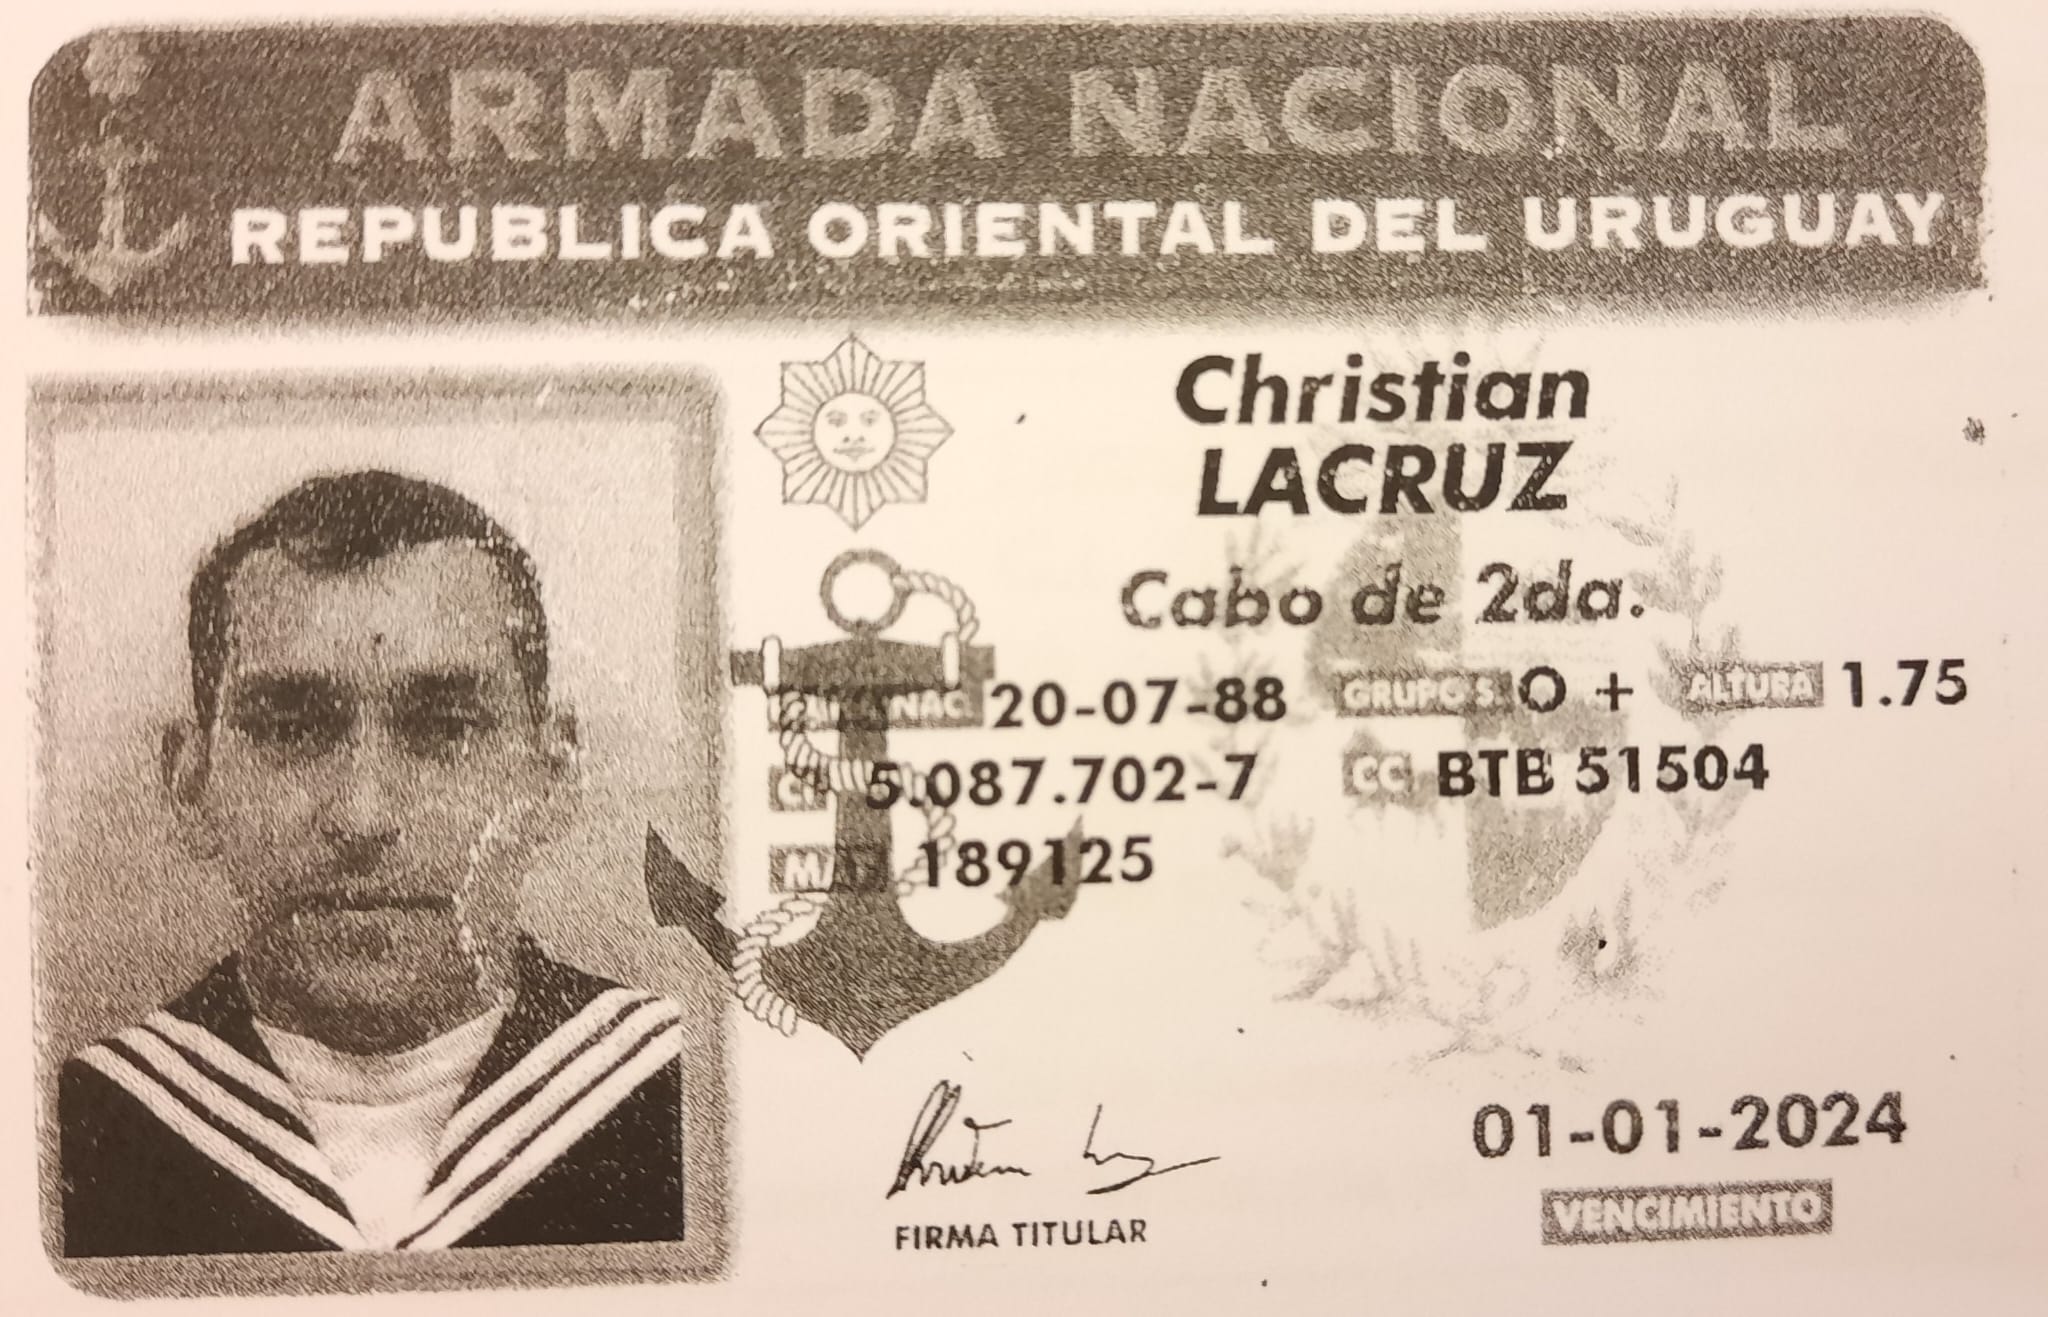 ARMADA NACIONAL
REPUBLICA ORIENTAL DEL URUGUAY
Christian
LACRUZ
Cabo de 2da.
NAC. 20-07-88 GRUPO S. O + ALTURA 1.75
CI 5.087.702-7 CC BTB 51504
MAT 189125
01-01-2024
VENCIMIENTO
FIRMA TITULAR